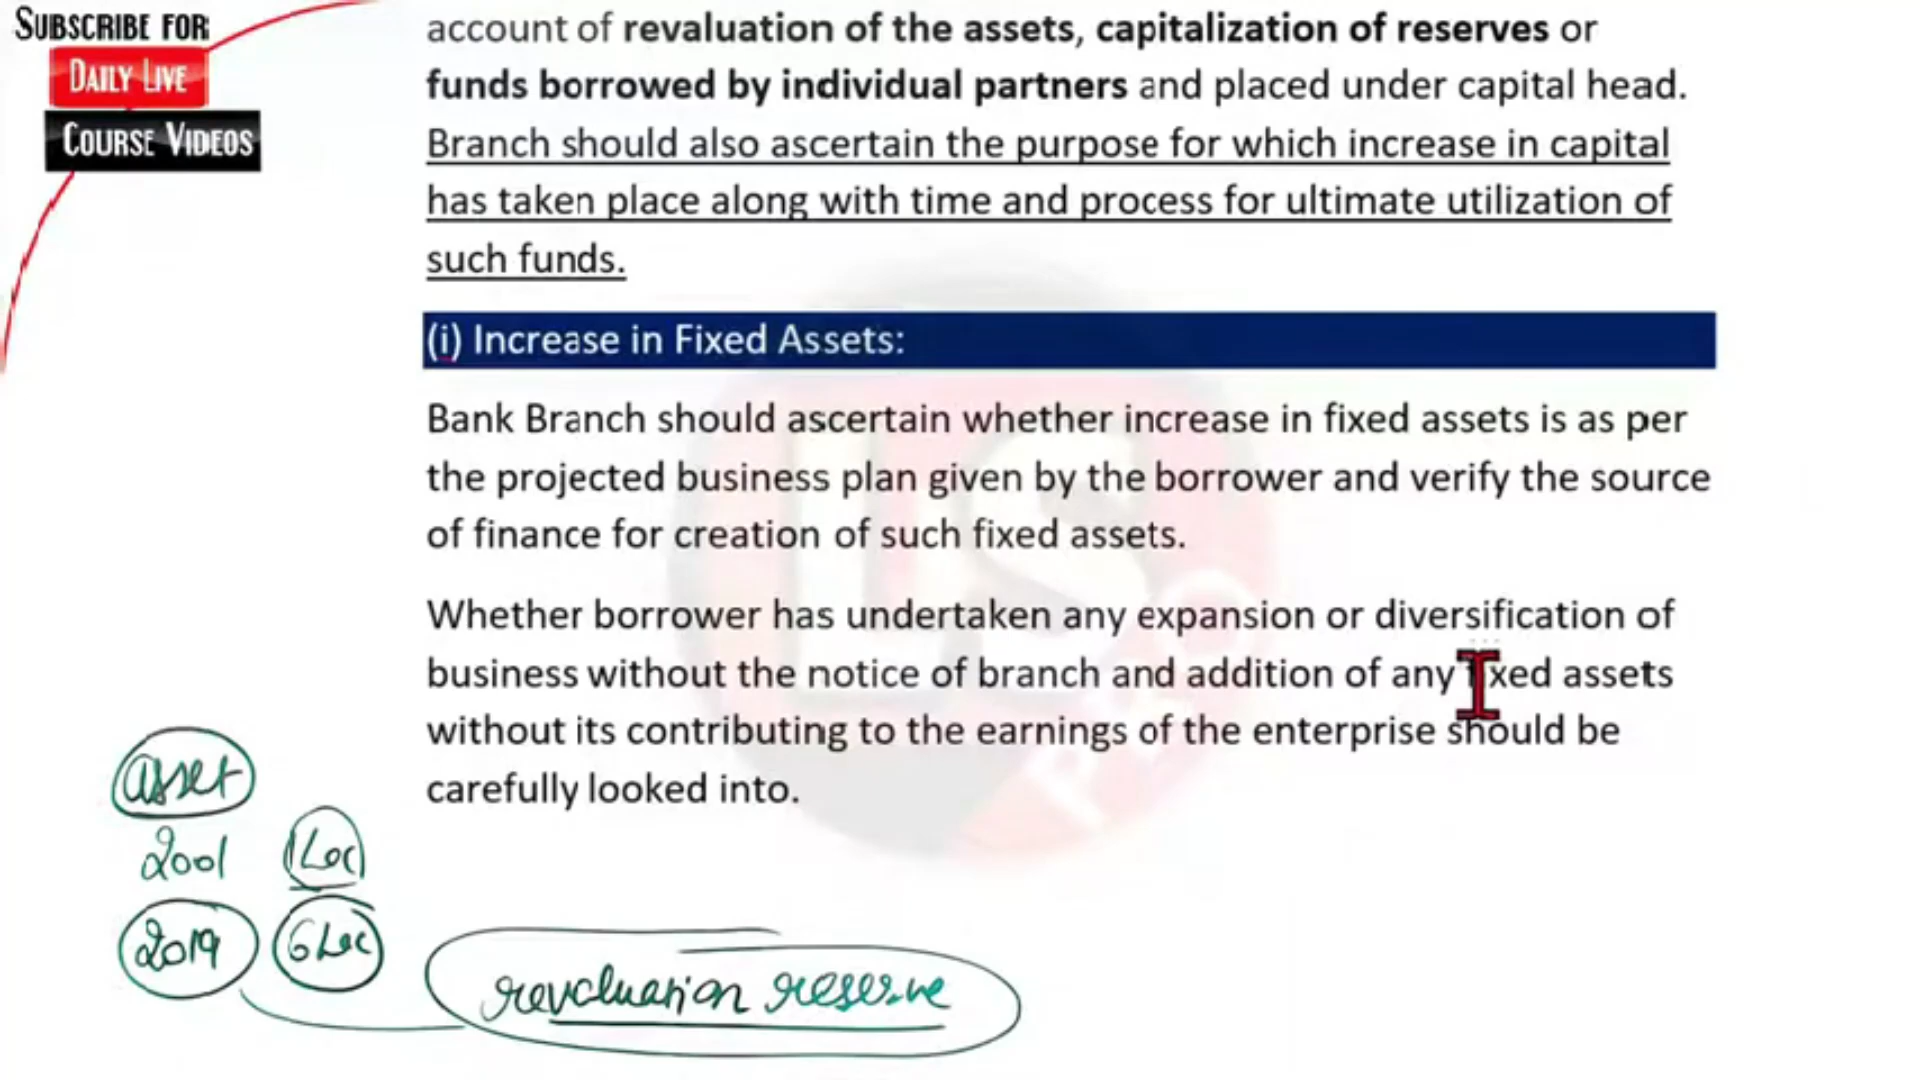 SUBSCRIBE FOR
DAILY LIVE
COURSE VIDEOS
account of revaluation of the assets, capitalization of reserves or
funds borrowed by individual partners and placed under capital head.
Branch should also ascertain the purpose for which increase in capital
has taken place along with time and process for ultimate utilization of
such funds.
(i) Increase in Fixed Assets:
Bank Branch should ascertain whether increase in fixed assets is as per
the projected business plan given by the borrower and verify the source
of finance for creation of such fixed assets.
Whether borrower has undertaken any expansion or diversification of
business without the notice of branch and addition of any fixed assets
without its contributing to the earnings of the enterprise should be
carefully looked into.
asset
2001 1Lac
2019 6Lac
revaluation reserve